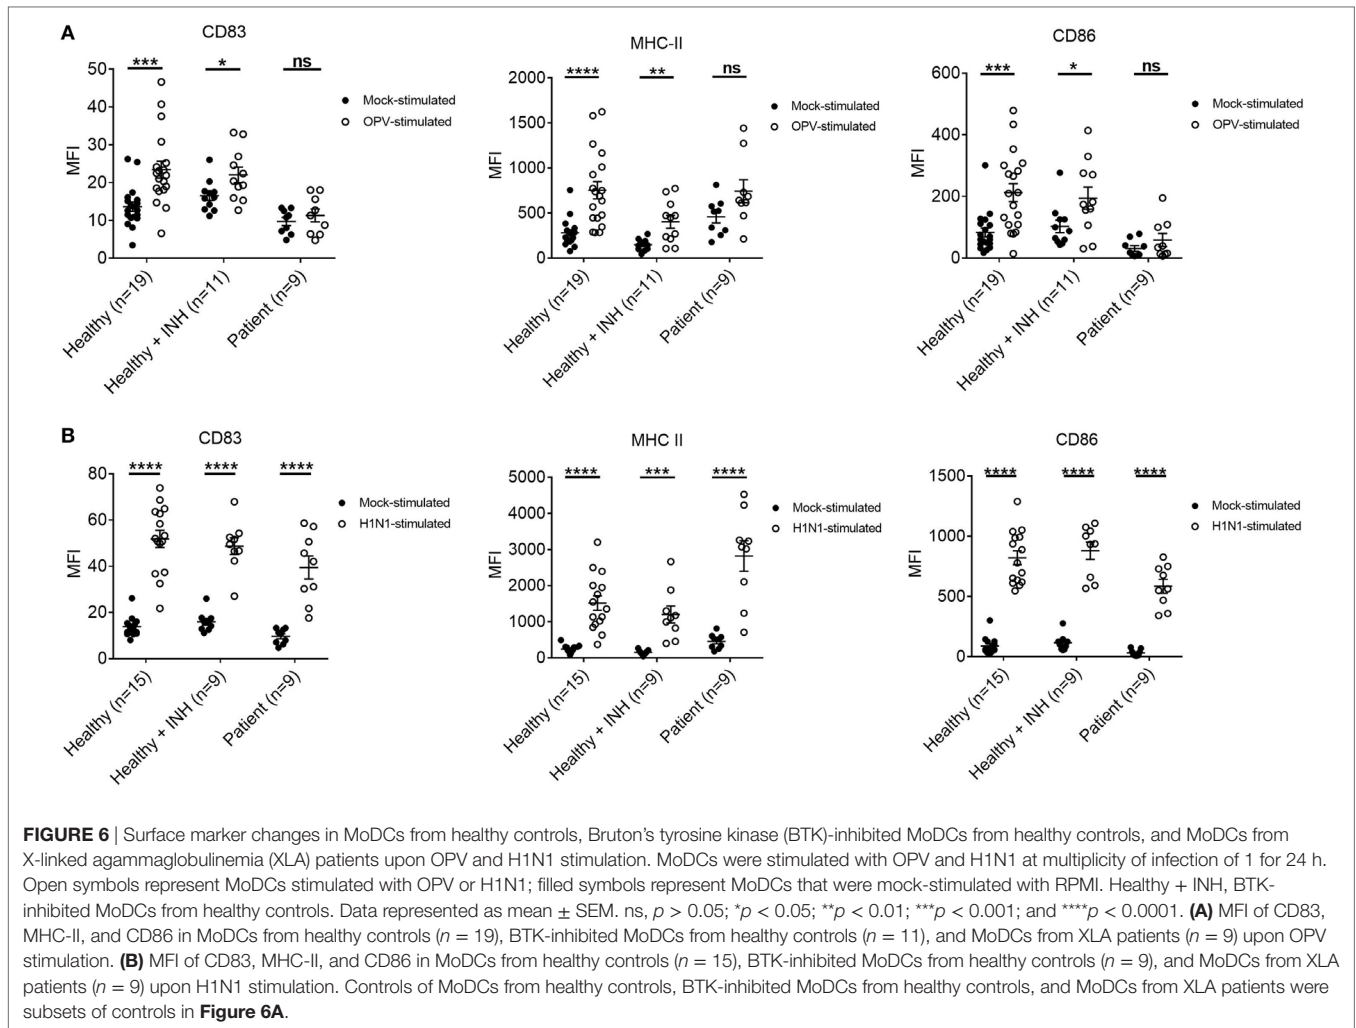 A
CD83
***
*
ns
50
40
30
20
10
0
MFI
Mock-stimulated
OPV-stimulated
Healthy (n=19)
Healthy + INH (n=11)
Patient (n=9)
MHC-II
****
**
ns
2000
1500
1000
500
0
MFI
Mock-stimulated
OPV-stimulated
Healthy (n=19)
Healthy + INH (n=11)
Patient (n=9)
CD86
***
*
ns
600
400
200
0
MFI
Mock-stimulated
OPV-stimulated
Healthy (n=19)
Healthy + INH (n=11)
Patient (n=9)
B
CD83
****
****
****
80
60
40
20
0
MFI
Mock-stimulated
H1N1-stimulated
Healthy (n=15)
Healthy + INH (n=9)
Patient (n=9)
MHC II
****
***
****
5000
4000
3000
2000
1000
0
MFI
Mock-stimulated
H1N1-stimulated
Healthy (n=15)
Healthy + INH (n=9)
Patient (n=9)
CD86
****
****
****
1500
1000
500
0
MFI
Mock-stimulated
H1N1-stimulated
Healthy (n=15)
Healthy + INH (n=9)
Patient (n=9)
FIGURE 6 | Surface marker changes in MoDCs from healthy controls, Bruton's tyrosine kinase (BTK)-inhibited MoDCs from healthy controls, and MoDCs from
X-linked agammaglobulinemia (XLA) patients upon OPV and H1N1 stimulation. MoDCs were stimulated with OPV and H1N1 at multiplicity of infection of 1 for 24 h.
Open symbols represent MoDCs stimulated with OPV or H1N1; filled symbols represent MoDCs that were mock-stimulated with RPMI. Healthy + INH, BTK-
inhibited MoDCs from healthy controls. Data represented as mean ± SEM. ns, p > 0.05; *p < 0.05; **p < 0.01; ***p < 0.001; and ****p < 0.0001. (A) MFI of CD83,
MHC-II, and CD86 in MoDCs from healthy controls (n = 19), BTK-inhibited MoDCs from healthy controls (n = 11), and MoDCs from XLA patients (n = 9) upon OPV
stimulation. (B) MFI of CD83, MHC-II, and CD86 in MoDCs from healthy controls (n = 15), BTK-inhibited MoDCs from healthy controls (n = 9), and MoDCs from XLA
patients (n = 9) upon H1N1 stimulation. Controls of MoDCs from healthy controls, BTK-inhibited MoDCs from healthy controls, and MoDCs from XLA patients were
subsets of controls in Figure 6A.